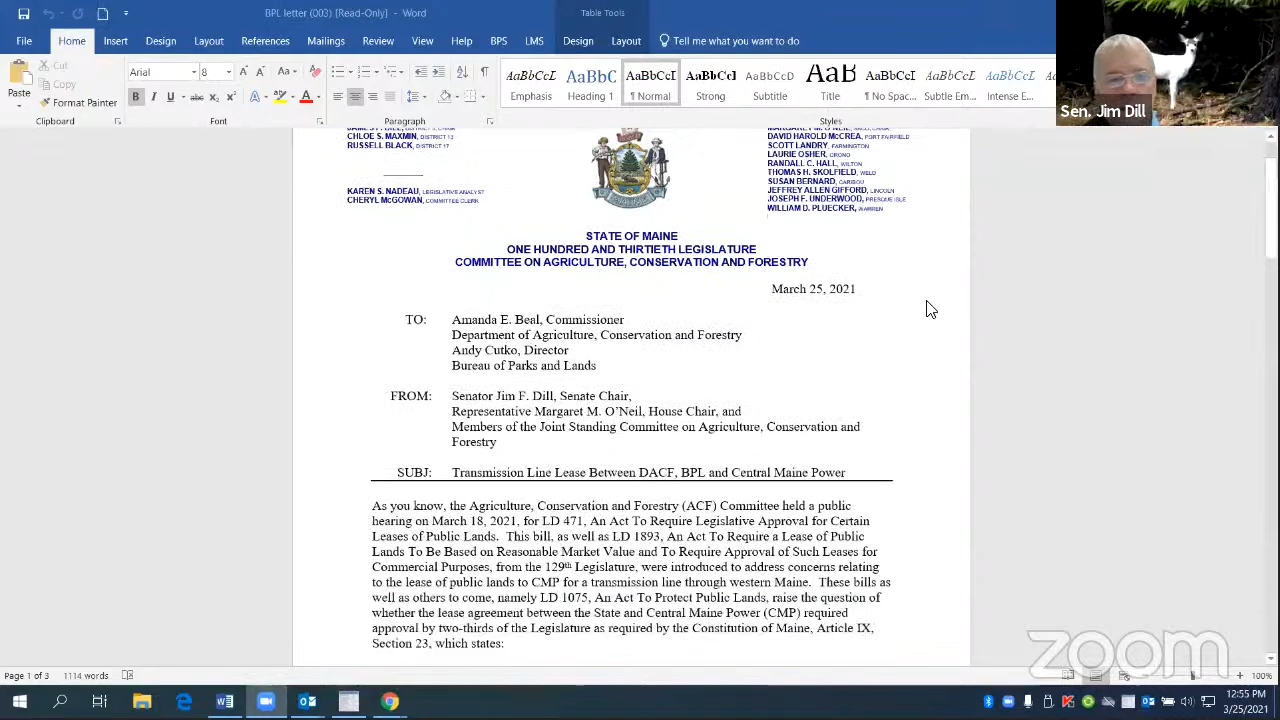 BPL letter (003) [Read-Only]
Table Tools
File
Home
Insert
Design
Layout
References
Mailings
Review
View
Help
BPS
LMS
Design
Layout
Tell me what you want to do
Paste
Cut
Copy
Format Painter
Arial
8
Clipboard
Font
Paragraph
Styles
AaBbCcL
Emphasis
AaBbC
Heading 1
AaBbCcI
¶ Normal
AaBbCcI
Strong
AaBbCcD
Subtitle
AaB
Title
AaBbCcI
¶ No Spac...
AaBbCcL
Subtle Em...
AaBbCcL
Intense E...
Sen. Jim Dill
CHLOE S. MAXMIN, DISTRICT 13
RUSSELL BLACK, DISTRICT 17
KAREN S. NADEAU, LEGISLATIVE ANALYST
CHERYL McGOWAN, COMMITTEE CLERK
DAVID HAROLD McCREA, FORT FAIRFIELD
SCOTT LANDRY, FARMINGTON
LAURIE OSHER, ORONO
RANDALL C. HALL, WILTON
THOMAS H. SKOLFIELD, WELD
SUSAN BERNARD, CARIBOU
JEFFREY ALLEN GIFFORD, LINCOLN
JOSEPH F. UNDERWOOD, PRESQUE ISLE
WILLIAM D. PLUECKER, WARREN
STATE OF MAINE
ONE HUNDRED AND THIRTIETH LEGISLATURE
COMMITTEE ON AGRICULTURE, CONSERVATION AND FORESTRY
March 25, 2021
TO: Amanda E. Beal, Commissioner
Department of Agriculture, Conservation and Forestry
Andy Cutko, Director
Bureau of Parks and Lands
FROM: Senator Jim F. Dill, Senate Chair,
Representative Margaret M. O’Neil, House Chair, and
Members of the Joint Standing Committee on Agriculture, Conservation and
Forestry
SUBJ: Transmission Line Lease Between DACF, BPL and Central Maine Power
As you know, the Agriculture, Conservation and Forestry (ACF) Committee held a public
hearing on March 18, 2021, for LD 471, An Act To Require Legislative Approval for Certain
Leases of Public Lands. This bill, as well as LD 1893, An Act To Require a Lease of Public
Lands To Be Based on Reasonable Market Value and To Require Approval of Such Leases for
Commercial Purposes, from the 129th Legislature, were introduced to address concerns relating
to the lease of public lands to CMP for a transmission line through western Maine. These bills as
well as others to come, namely LD 1075, An Act To Protect Public Lands, raise the question of
whether the lease agreement between the State and Central Maine Power (CMP) required
approval by two-thirds of the Legislature as required by the Constitution of Maine, Article IX,
Section 23, which states:
zoom
Page 1 of 3
1114 words
100%
12:55 PM
3/25/2021